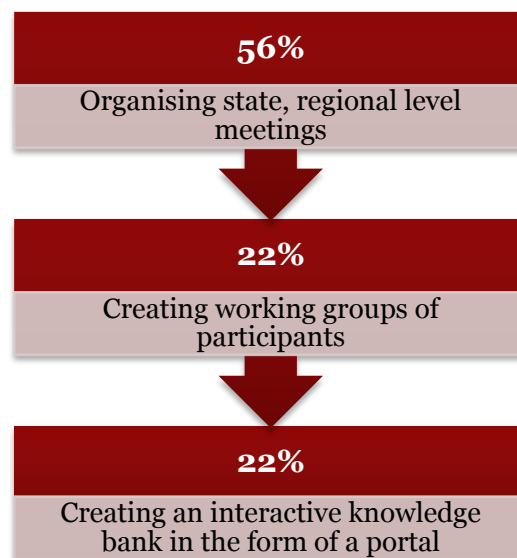 56%
Organising state, regional level
meetings
22%
Creating working groups of
participants
22%
Creating an interactive knowledge
bank in the form of a portal